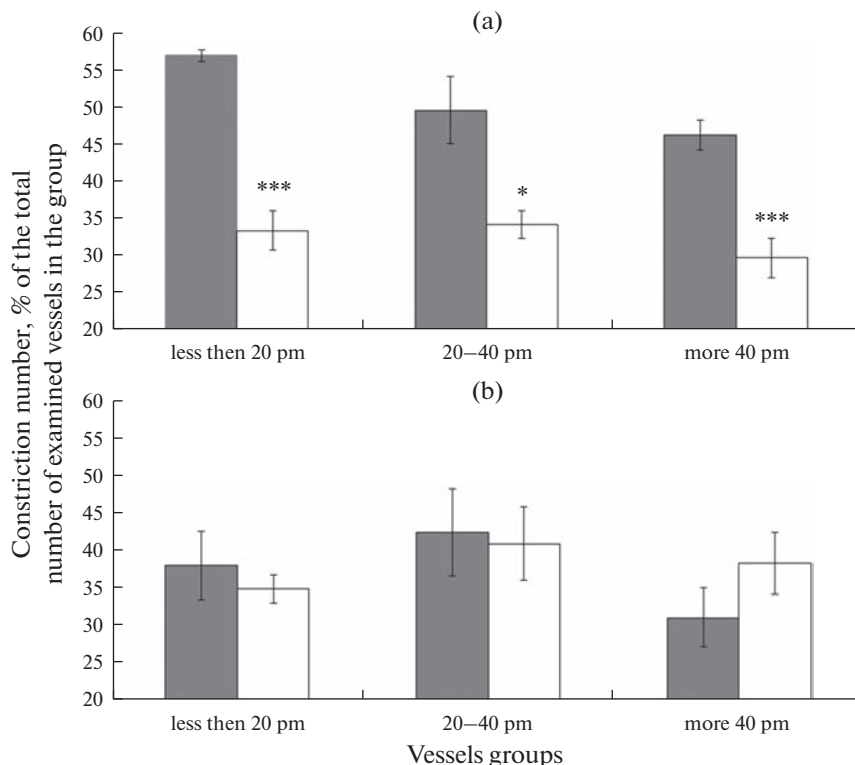 (a)
60
55
50
45
40
35
30
25
20
***
*
***
less then 20 pm
20–40 pm
more 40 pm
Constriction number, % of the total
number of examined vessels in the group
(b)
60
55
50
45
40
35
30
25
20
less then 20 pm
20–40 pm
more 40 pm
Vessels groups